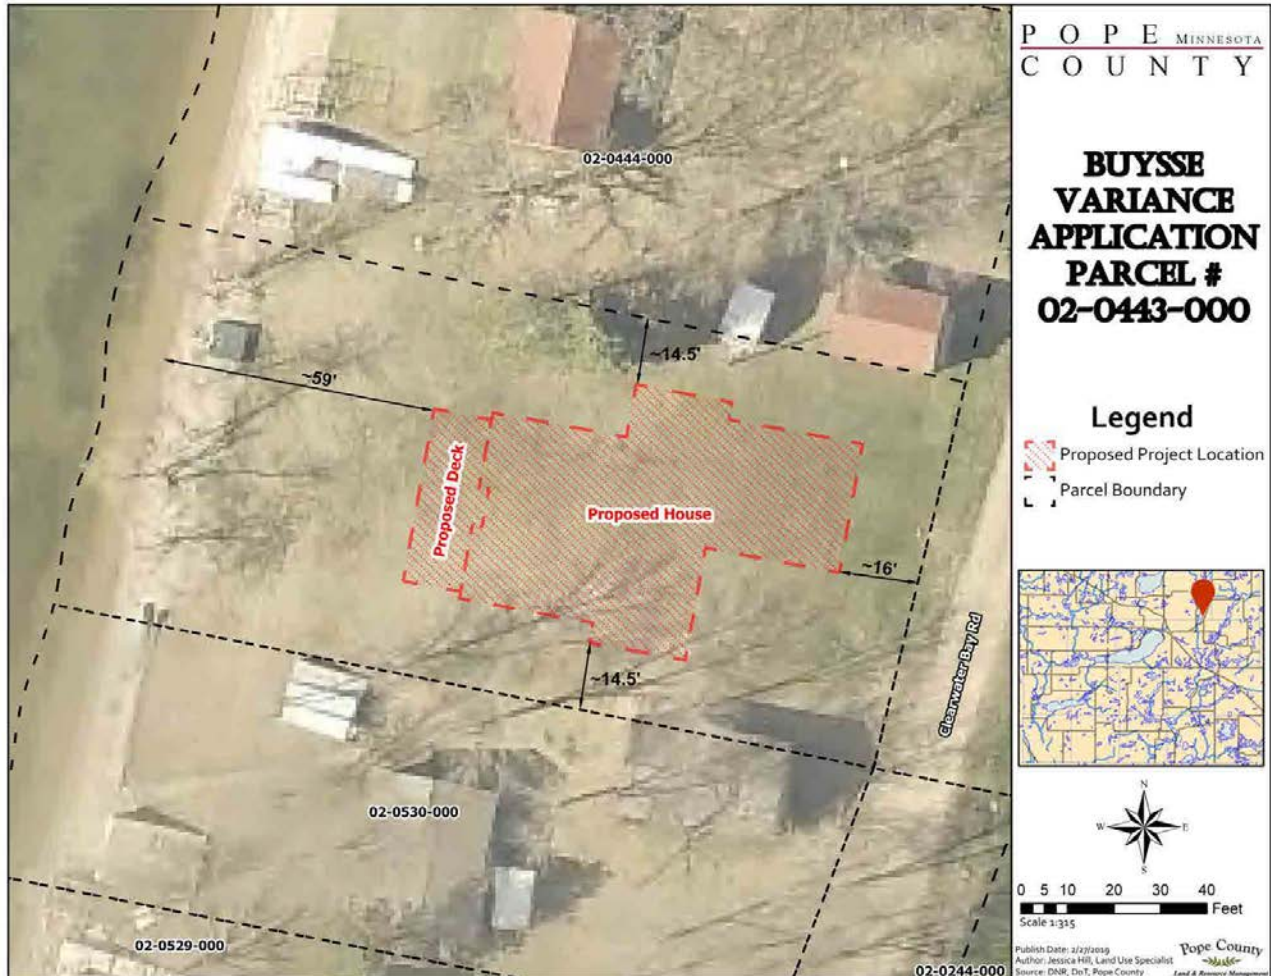 02-0444-000
~14.5'
~59'
Proposed Deck
Proposed House
~16'
~14.5'
Clearwater Bay Rd
02-0530-000
02-0529-000
02-0244-000
POPE MINNESOTA
COUNTY
BUYSSE
VARIANCE
APPLICATION
PARCEL #
02-0443-000
Legend
Proposed Project Location
Parcel Boundary
N
W E
S
0 5 10 20 30 40
Feet
Scale 1:315
Publish Date: 2/27/2019
Author: Jessica Hill, Land Use Specialist
Source: DNR, DoT, Pope County
Pope County
Land & Resource Management